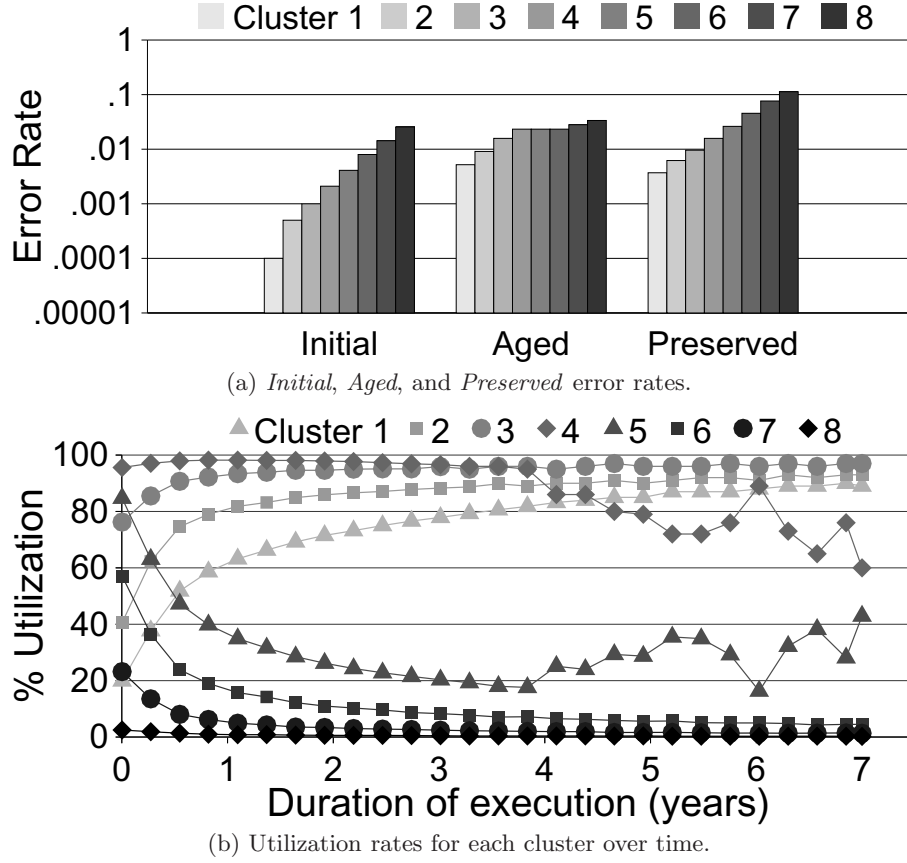 Cluster 1 2 3 4 5 6 7 8
1
.1
.01
.001
.0001
.00001
Error Rate
Initial Aged Preserved
(a) Initial, Aged, and Preserved error rates.
Cluster 1 2 3 4 5 6 7 8
100
80
60
40
20
0
% Utilization
0 1 2 3 4 5 6 7
Duration of execution (years)
(b) Utilization rates for each cluster over time.